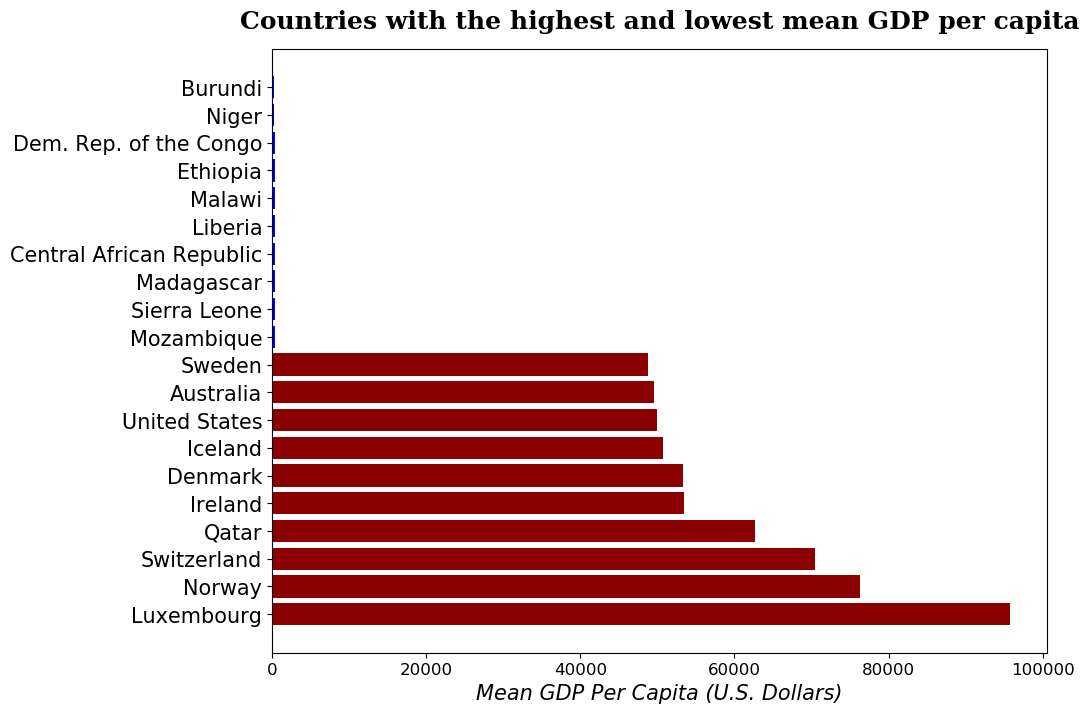 Countries with the highest and lowest mean GDP per capita
Burundi
Niger
Dem. Rep. of the Congo
Ethiopia
Malawi
Liberia
Central African Republic
Madagascar
Sierra Leone
Mozambique
Sweden
Australia
United States
Iceland
Denmark
Ireland
Qatar
Switzerland
Norway
Luxembourg
0 20000 40000 60000 80000 100000
Mean GDP Per Capita (U.S. Dollars)